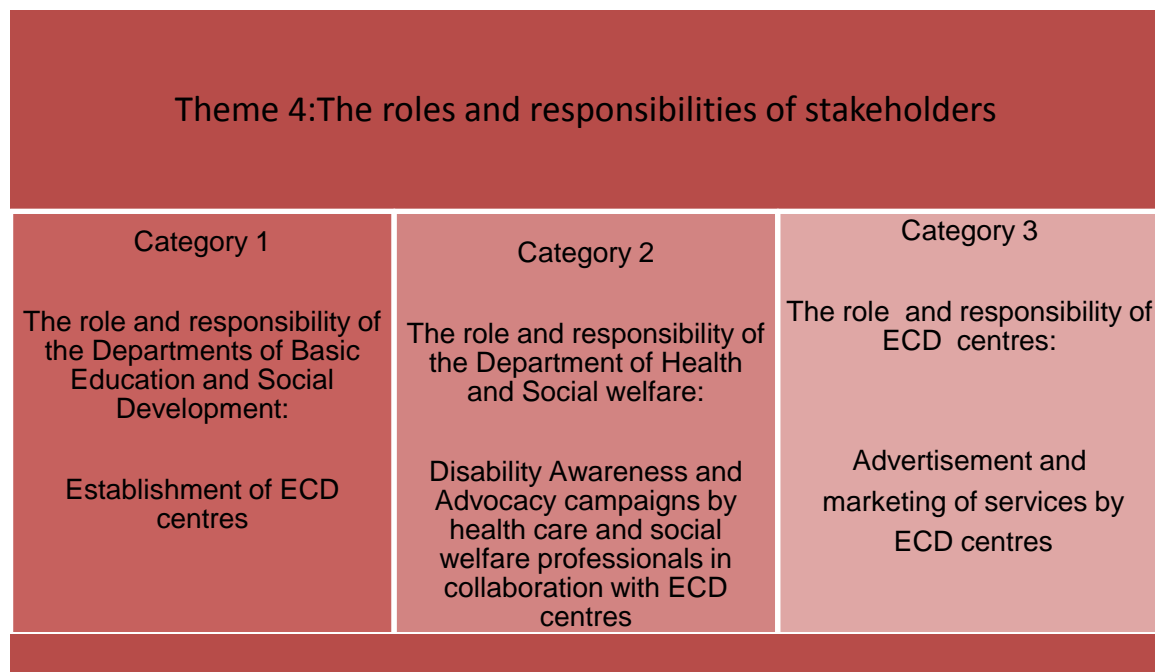 Theme 4:The roles and responsibilities of stakeholders
Category 1
The role and responsibility of
the Departments of Basic
Education and Social
Development:
Establishment of ECD
centres
Category 2
The role and responsibility of
the Department of Health
and Social welfare:
Disability Awareness and
Advocacy campaigns by
health care and social
welfare professionals in
collaboration with ECD
centres
Category 3
The role and responsibility of
ECD centres:
Advertisement and
marketing of services by
ECD centres